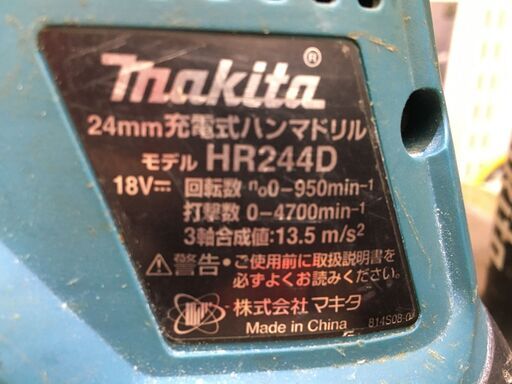 makita®
24mm充電式ハンマドリル
モデル HR244D
18V⎓ 回転数 n₀0-950min⁻¹
打撃数 0-4700min⁻¹
3軸合成値:13.5 m/s²
⚠警告・ご使用前に取扱説明書を
必ずよくお読みください。
株式会社 マキタ
Made in China